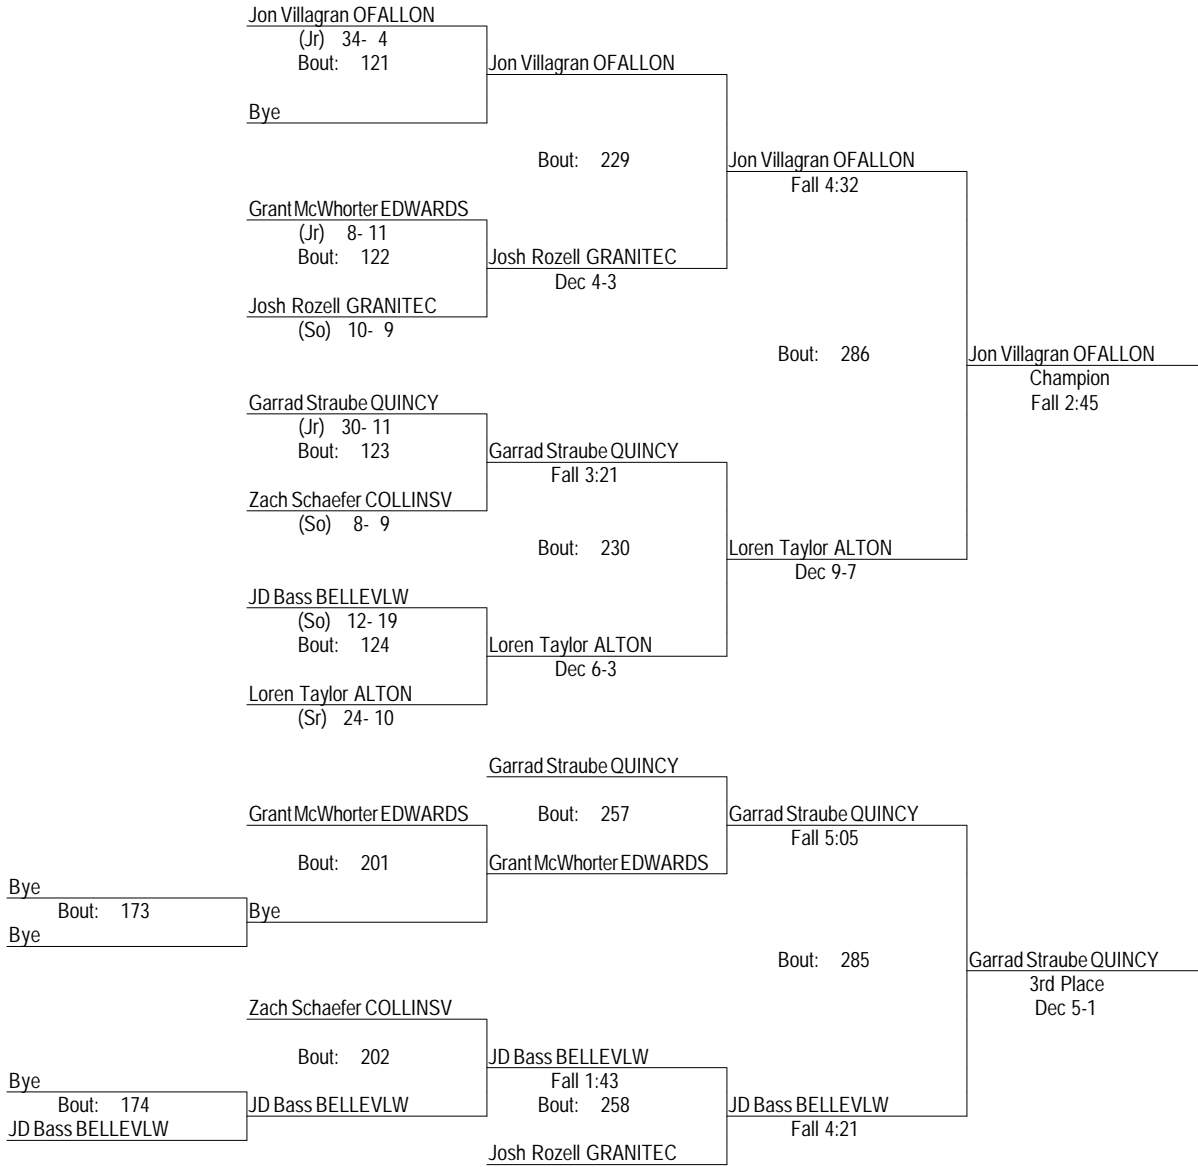 Jon Villagran OFALLON
(Jr) 34- 4
Bout: 121
Jon Villagran OFALLON
Bye
Bout: 229
Jon Villagran OFALLON
Fall 4:32
Grant McWhorter EDWARDS
(Jr) 8- 11
Bout: 122
Josh Rozell GRANITEC
Dec 4-3
Josh Rozell GRANITEC
(So) 10- 9
Bout: 286
Jon Villagran OFALLON
Champion
Fall 2:45
Garrad Straube QUINCY
(Jr) 30- 11
Bout: 123
Garrad Straube QUINCY
Fall 3:21
Zach Schaefer COLLINSV
(So) 8- 9
Bout: 230
Loren Taylor ALTON
Dec 9-7
JD Bass BELLEVLW
(So) 12- 19
Bout: 124
Loren Taylor ALTON
Dec 6-3
Loren Taylor ALTON
(Sr) 24- 10
Garrad Straube QUINCY
Grant McWhorter EDWARDS
Bout: 257
Garrad Straube QUINCY
Fall 5:05
Bout: 201
Grant McWhorter EDWARDS
Bye
Bout: 173
Bye
Bye
Bout: 285
Garrad Straube QUINCY
3rd Place
Dec 5-1
Zach Schaefer COLLINSV
Bout: 202
JD Bass BELLEVLW
Fall 1:43
Bye
Bout: 174
JD Bass BELLEVLW
Bout: 258
JD Bass BELLEVLW
Fall 4:21
JD Bass BELLEVLW
Josh Rozell GRANITEC